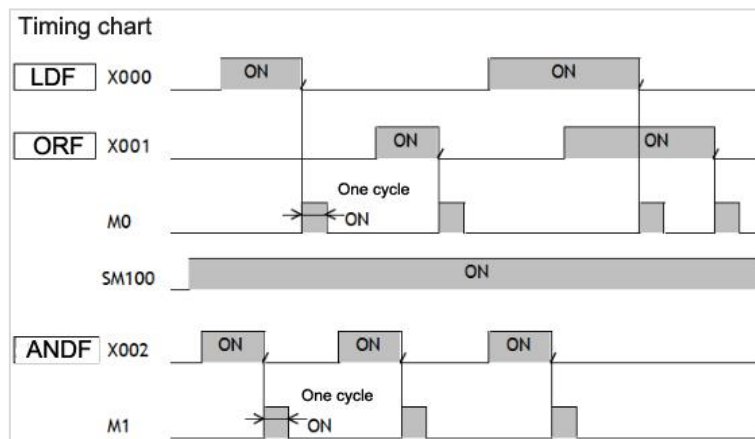 Timing chart
LDF X000 ON ON
ORF X001 ON ON
One cycle
M0 ON
SM100 ON
ANDF X002 ON ON ON
One cycle
M1 ON